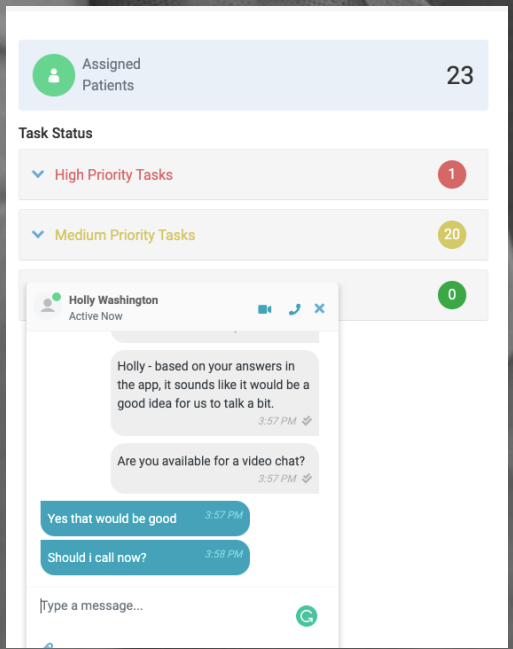 Assigned
Patients
23
Task Status
High Priority Tasks
1
Medium Priority Tasks
20
0
Holly Washington
Active Now
Holly - based on your answers in
the app, it sounds like it would be a
good idea for us to talk a bit.
3:57 PM
Are you available for a video chat?
3:57 PM
Yes that would be good 3:57 PM
Should i call now? 3:58 PM
Type a message...